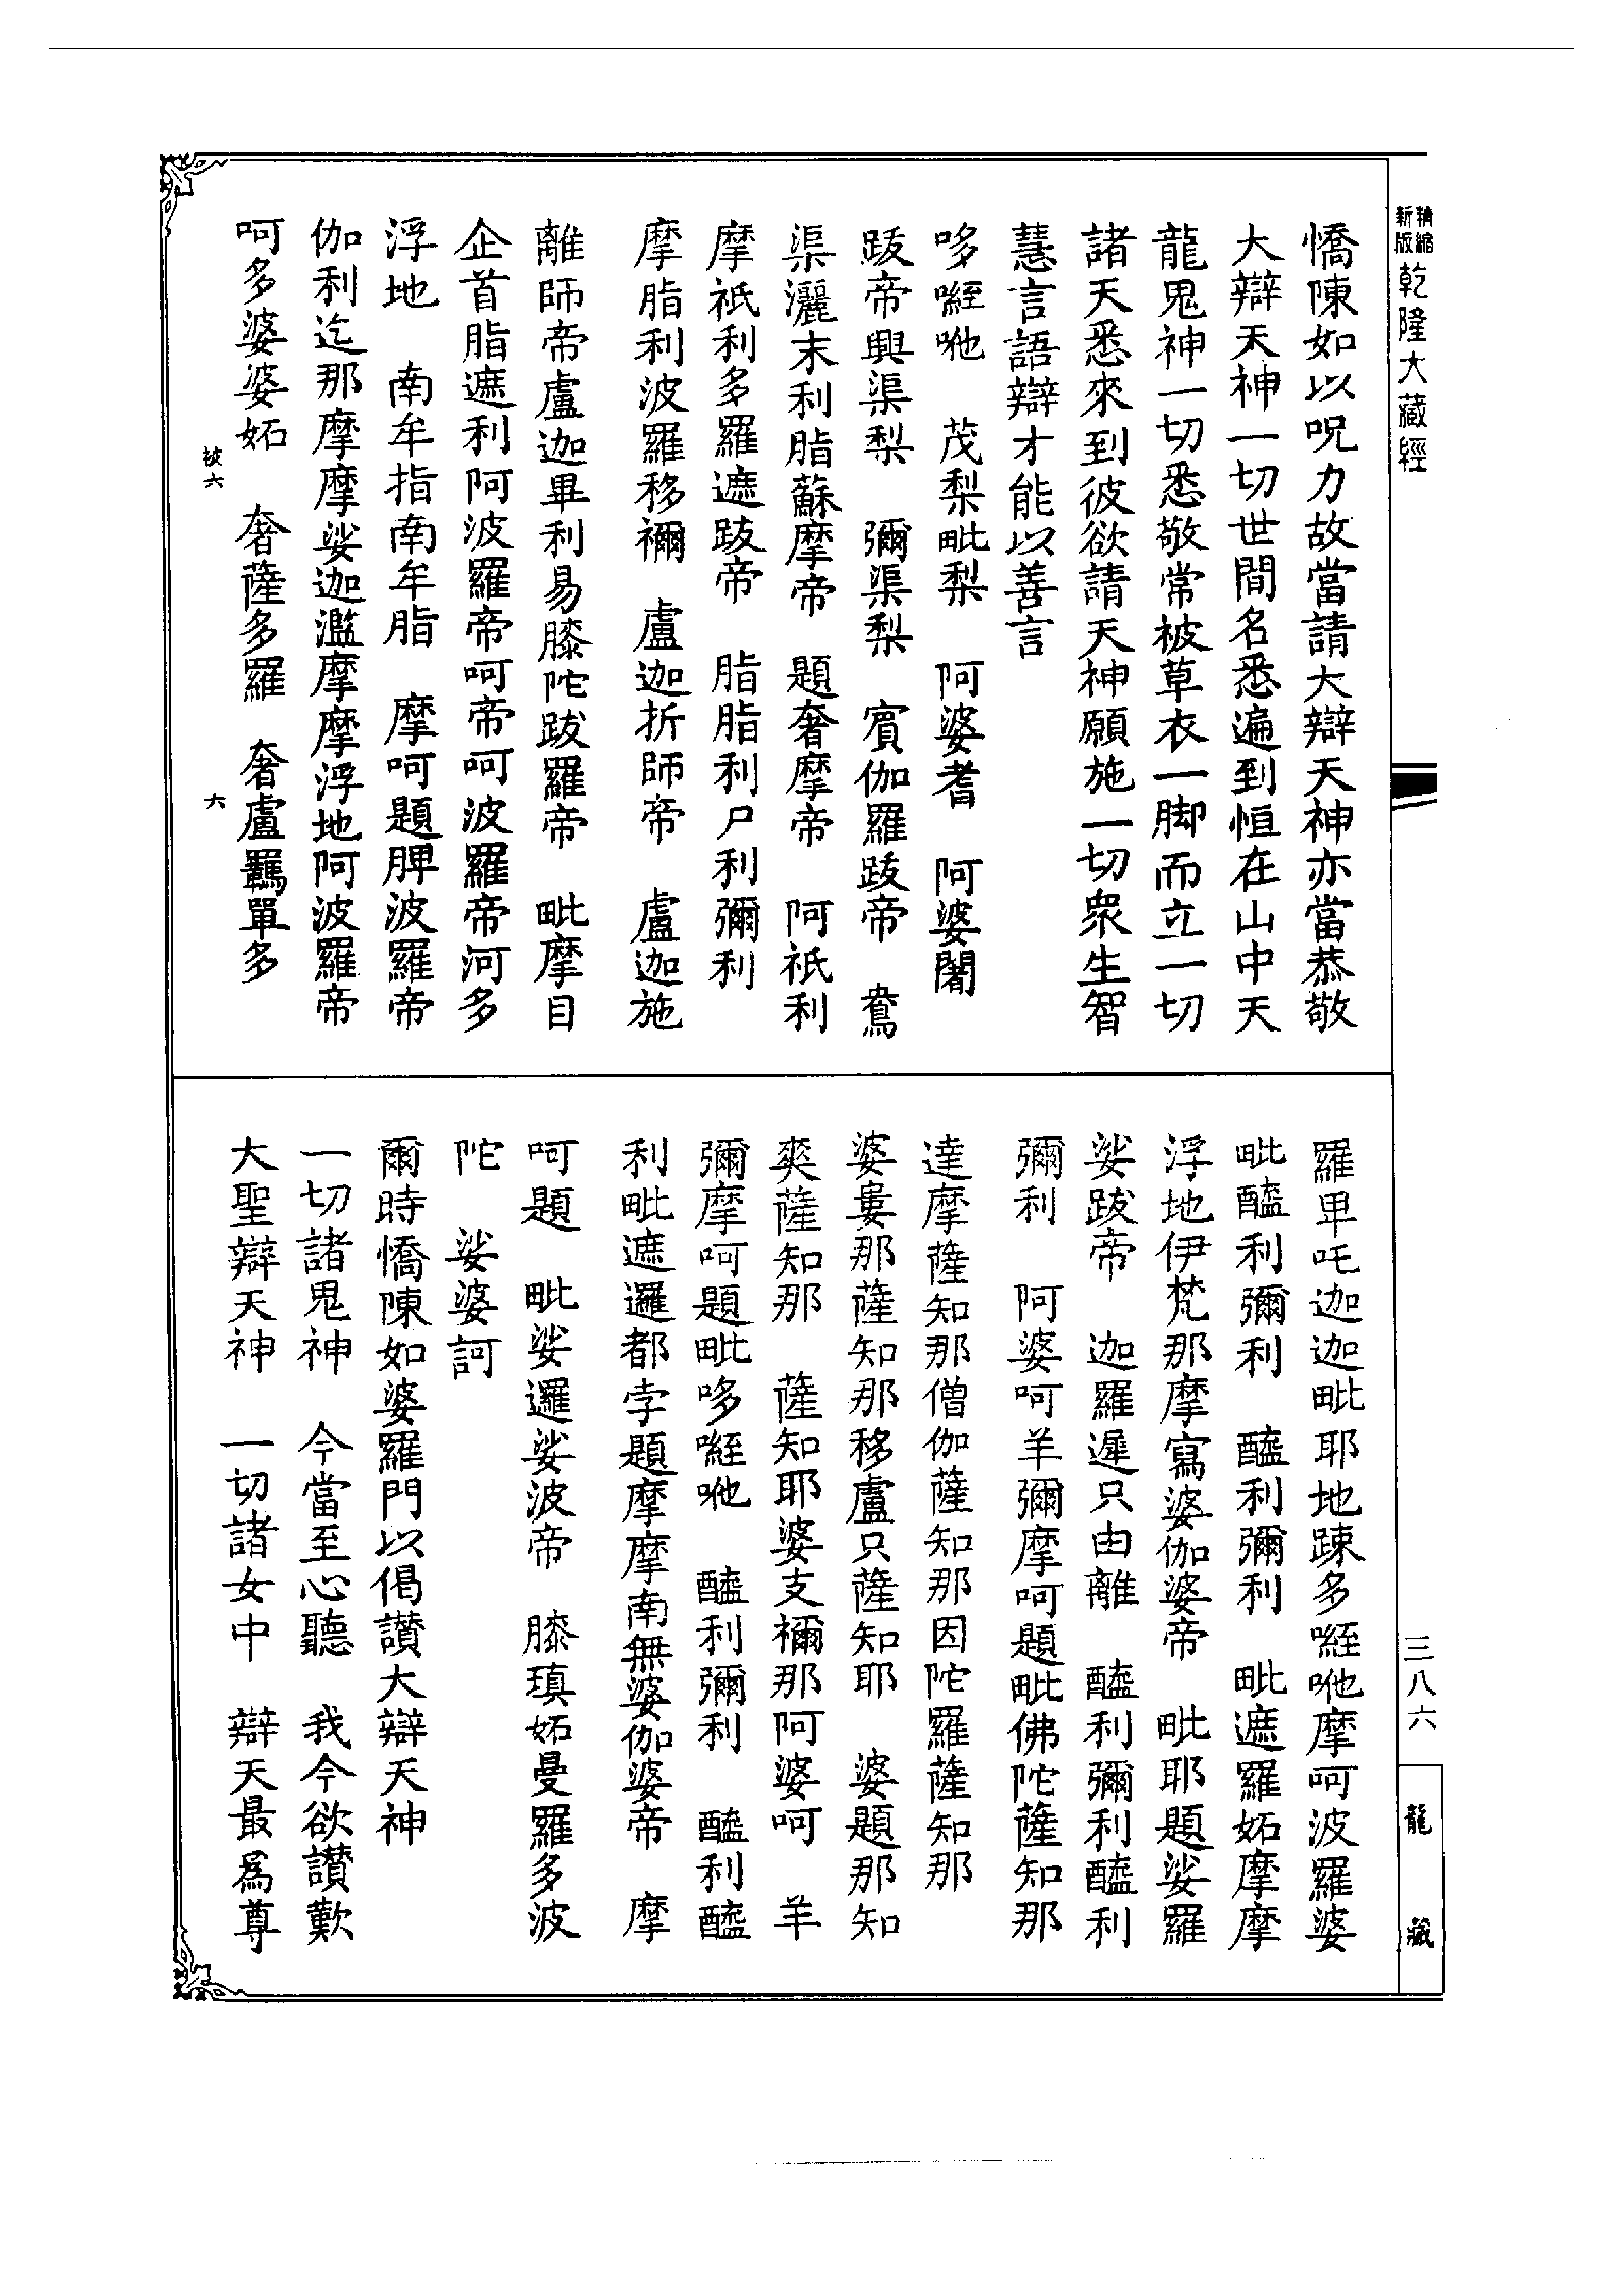 精縮新版乾隆大藏經
憍陳如以呪力故當請大辯天神亦當恭敬
大辯天神一切世間名悉遍到恒在山中天
龍鬼神一切悉敬常被草衣一脚而立一切
諸天悉來到彼欲請天神願施一切衆生智
慧言語辯才能以善言
哆㘑咃　茂梨毗梨　阿婆耆　阿婆闍
跋帝興渠梨　彌渠梨　賓伽羅跋帝　鴦
渠灑末利脂蘇摩帝　題奢摩帝　阿祇利
摩祇利多羅遮跋帝　脂脂利尸利彌利
摩脂利波羅移禰　盧迦折師帝　盧迦施
離師帝盧迦畢利易膝陀跋羅帝　毗摩目
企首脂遮利阿波羅帝呵帝呵波羅帝河多
浮地　南牟指南牟脂　摩呵題脾波羅帝
伽利迄那摩摩娑迦濫摩摩浮地阿波羅帝
呵多婆婆妬　奢薩多羅　奢盧羈單多
被六　六
羅卑吒迦迦毗耶地踈多㘑咃摩呵波羅婆
毗醯利彌利　醯利彌利　毗遮羅妬摩摩
浮地伊梵那摩寫婆伽婆帝　毗耶題娑羅
娑跋帝　迦羅遲只由離　醯利彌利醯利
彌利　阿婆呵羊彌摩呵題毗佛陀薩知那
達摩薩知那僧伽薩知那因陀羅薩知那
婆婁那薩知那移盧只薩知耶　婆題那知
奕薩知那　薩知耶婆支禰那阿婆呵　羊
彌摩呵題毗哆㘑咃　醯利彌利　醯利醯
利毗遮邏都孛題摩摩南無婆伽婆帝　摩
呵題　毗娑邏娑波帝　膝瑱妬曼羅多波
陀　娑婆訶
爾時憍陳如婆羅門以偈讚大辯天神
一切諸鬼神　今當至心聽　我今欲讚歎
大聖辯天神　一切諸女中　辯天最爲尊
三八六
龍藏